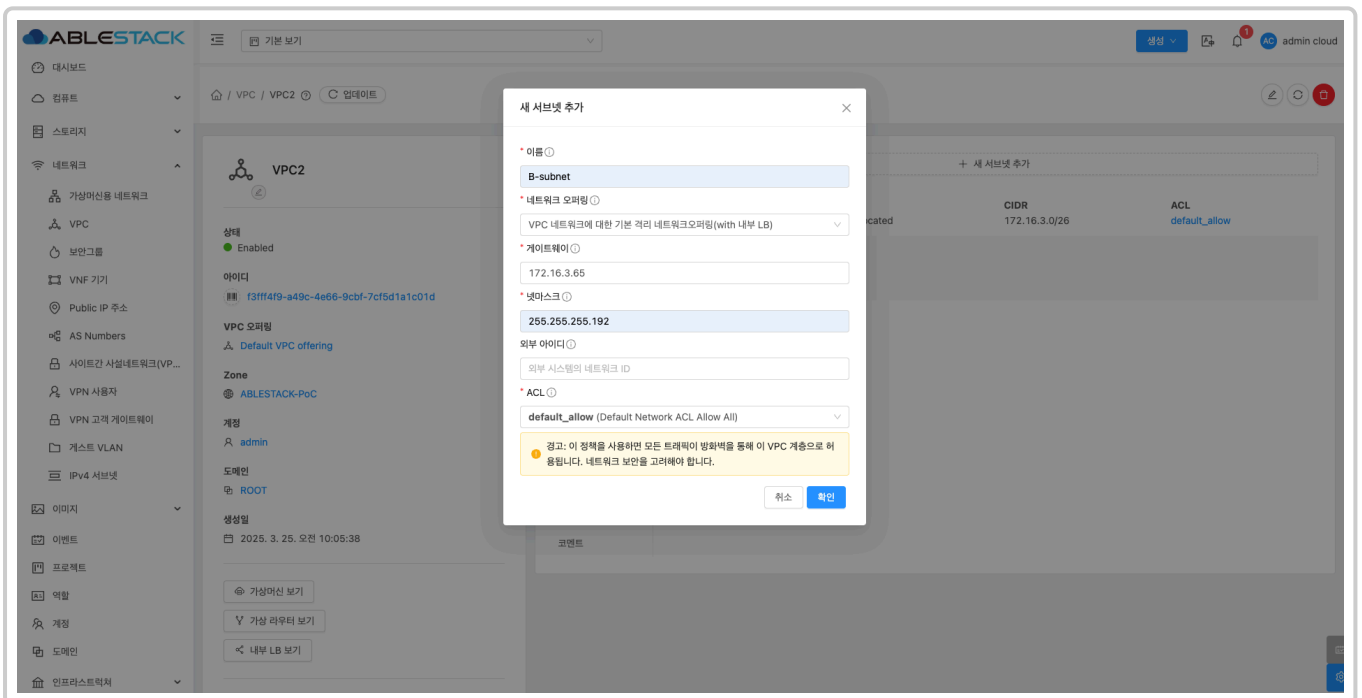 ABLESTACK
기본 보기
생성
1
AC
admin cloud
대시보드
컴퓨트
스토리지
네트워크
가상머신용 네트워크
VPC
보안그룹
VNF 기기
Public IP 주소
AS Numbers
사이트간 사설네트워크(VP...
VPN 사용자
VPN 고객 게이트웨이
게스트 VLAN
IPv4 서브넷
이미지
이벤트
프로젝트
역할
계정
도메인
인프라스트럭쳐
/ VPC / VPC2
업데이트
VPC2
상태
Enabled
아이디
f3fff4f9-a49c-4e66-9cbf-7cf5d1a1c01d
VPC 오퍼링
Default VPC offering
Zone
ABLESTACK-PoC
계정
admin
도메인
ROOT
생성일
2025. 3. 25. 오전 10:05:38
가상머신 보기
가상 라우터 보기
내부 LB 보기
새 서브넷 추가
* 이름
B-subnet
* 네트워크 오퍼링
VPC 네트워크에 대한 기본 격리 네트워크오퍼링(with 내부 LB)
* 게이트웨이
172.16.3.65
* 넷마스크
255.255.255.192
외부 아이디
외부 시스템의 네트워크 ID
* ACL
default_allow (Default Network ACL Allow All)
경고: 이 정책을 사용하면 모든 트래픽이 방화벽을 통해 이 VPC 계층으로 허
용됩니다. 네트워크 보안을 고려해야 합니다.
취소
확인
+ 새 서브넷 추가
cated
CIDR
172.16.3.0/26
ACL
default_allow
코멘트